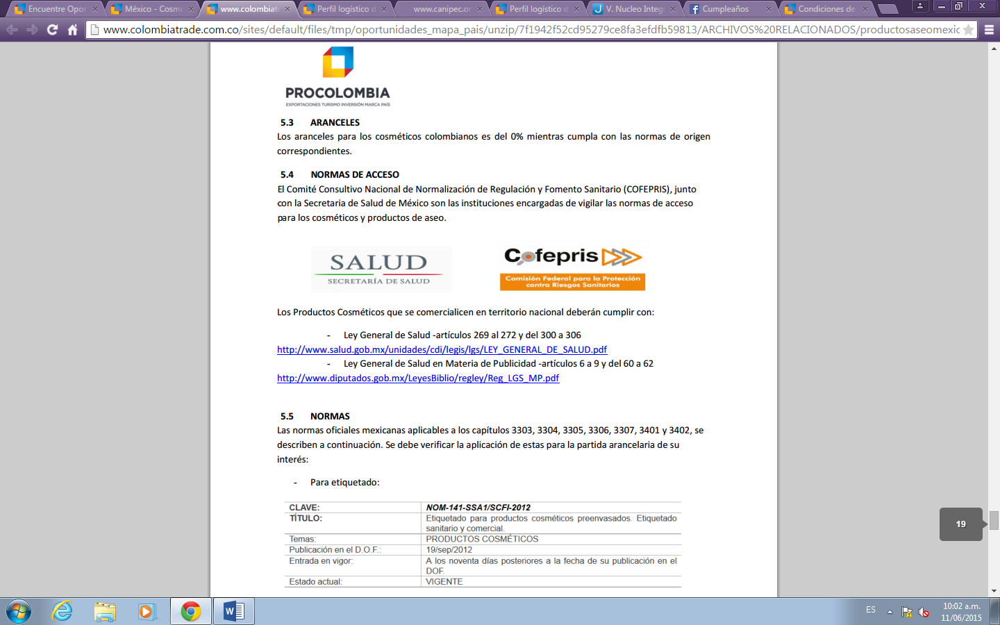 Encuentre Opor
México - Cosmé
www.colombiatr
Perfil logístico d
www.canipec.or
Perfil logístico d
V. Nucleo Integr
Cumpleaños
Condiciones de
www.colombiatrade.com.co/sites/default/files/tmp/oportunidades_mapa_pais/unzip/7f1942f52cd95279ce8fa3efdfb59813/ARCHIVOS%20RELACIONADOS/productosaseomexic
PROCOLOMBIA
EXPORTACIONES TURISMO INVERSIÓN MARCA PAÍS
5.3 ARANCELES
Los aranceles para los cosméticos colombianos es del 0% mientras cumpla con las normas de origen
correspondientes.
5.4 NORMAS DE ACCESO
El Comité Consultivo Nacional de Normalización de Regulación y Fomento Sanitario (COFEPRIS), junto
con la Secretaria de Salud de México son las instituciones encargadas de vigilar las normas de acceso
para los cosméticos y productos de aseo.
SALUD
SECRETARÍA DE SALUD
Cofepris
Comisión Federal para la Protección
contra Riesgos Sanitarios
Los Productos Cosméticos que se comercialicen en territorio nacional deberán cumplir con:
- Ley General de Salud -artículos 269 al 272 y del 300 a 306
http://www.salud.gob.mx/unidades/cdi/legis/lgs/LEY_GENERAL_DE_SALUD.pdf
- Ley General de Salud en Materia de Publicidad -artículos 6 a 9 y del 60 a 62
http://www.diputados.gob.mx/LeyesBiblio/regley/Reg_LGS_MP.pdf
5.5 NORMAS
Las normas oficiales mexicanas aplicables a los capítulos 3303, 3304, 3305, 3306, 3307, 3401 y 3402, se
describen a continuación. Se debe verificar la aplicación de estas para la partida arancelaria de su
interés:
- Para etiquetado:
CLAVE: NOM-141-SSA1/SCFI-2012
TÍTULO: Etiquetado para productos cosméticos preenvasados. Etiquetado
sanitario y comercial.
Temas: PRODUCTOS COSMÉTICOS
Publicación en el D.O.F.: 19/sep/2012
Entrada en vigor: A los noventa días posteriores a la fecha de su publicación en el
DOF.
Estado actual: VIGENTE
19
ES
10:02 a.m.
11/06/2015